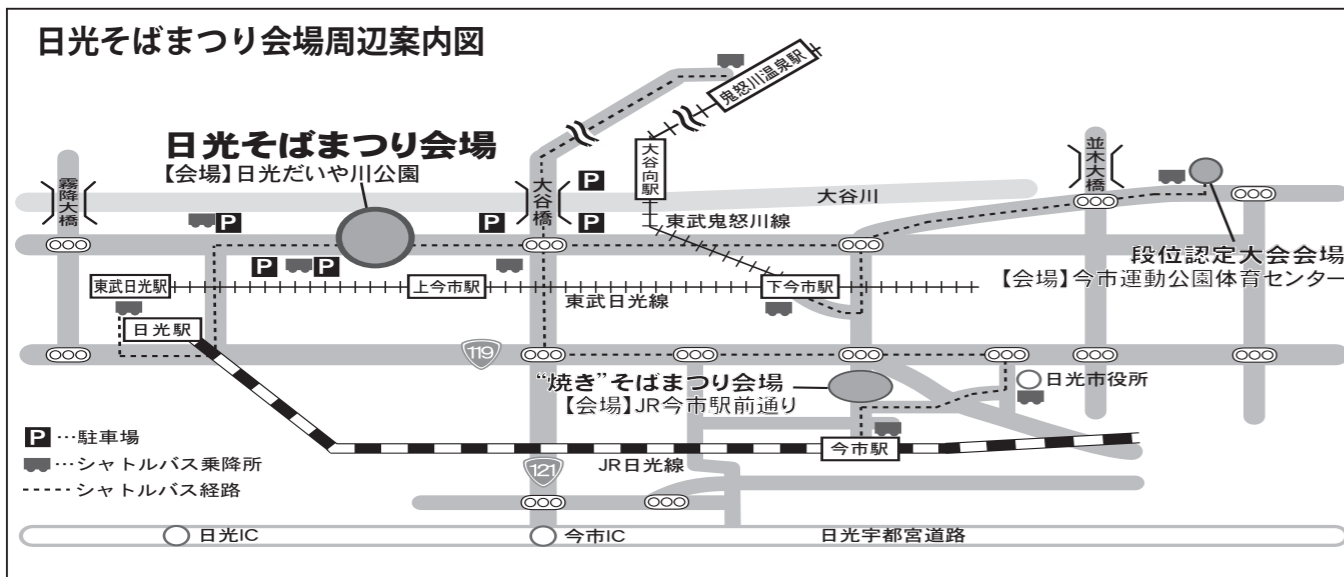 日光そばまつり会場周辺案内図
鬼怒川温泉駅
日光そばまつり会場
【会場】日光だいや川公園
霧降大橋
大谷橋
P
大谷向駅
並木大橋
大谷川
P
P
P
東武鬼怒川線
段位認定大会会場
【会場】今市運動公園体育センター
P
P
東武日光駅
上今市駅
東武日光線
下今市駅
日光駅
119
“焼き”そばまつり会場
【会場】JR今市駅前通り
日光市役所
P…駐車場
…シャトルバス乗降所
……シャトルバス経路
JR日光線
今市駅
121
日光IC
今市IC
日光宇都宮道路